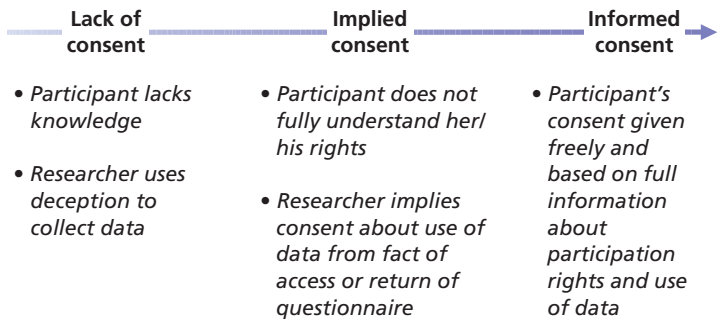 Lack of
consent
Implied
consent
Informed
consent
• Participant lacks
knowledge
• Researcher uses
deception to
collect data
• Participant does not
fully understand her/
his rights
• Researcher implies
consent about use of
data from fact of
access or return of
questionnaire
• Participant’s
consent given
freely and
based on full
information
about
participation
rights and use
of data